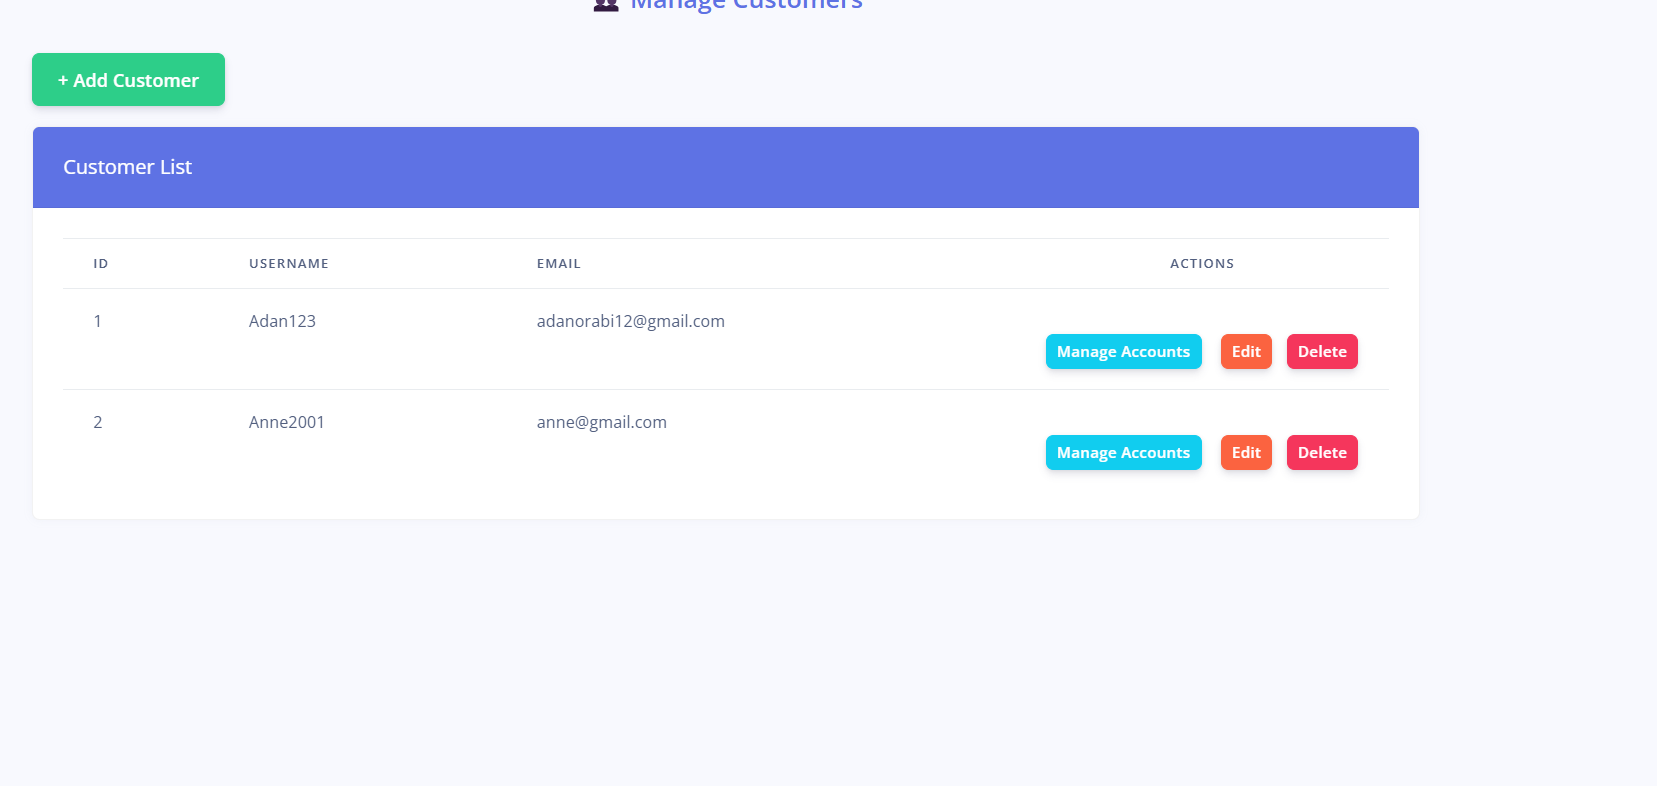 Manage Customers
+ Add Customer
Customer List
ID USERNAME EMAIL ACTIONS
1 Adan123 adanorabi12@gmail.com
Manage Accounts Edit Delete
2 Anne2001 anne@gmail.com
Manage Accounts Edit Delete